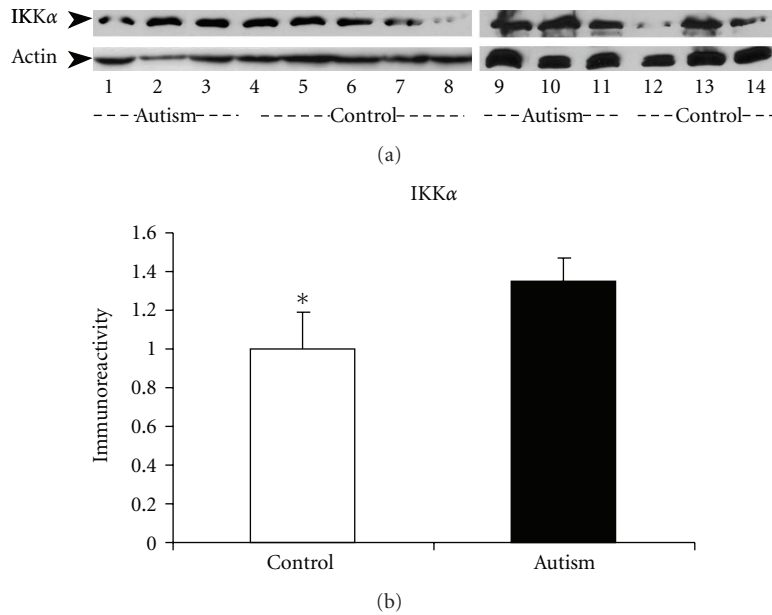 IKKα
Actin
1 2 3 4 5 6 7 8 9 10 11 12 13 14
Autism Control Autism Control
(a)
IKKα
1.6
1.4
1.2
1
0.8
0.6
0.4
0.2
0
Immunoreactivity
*
Control Autism
(b)